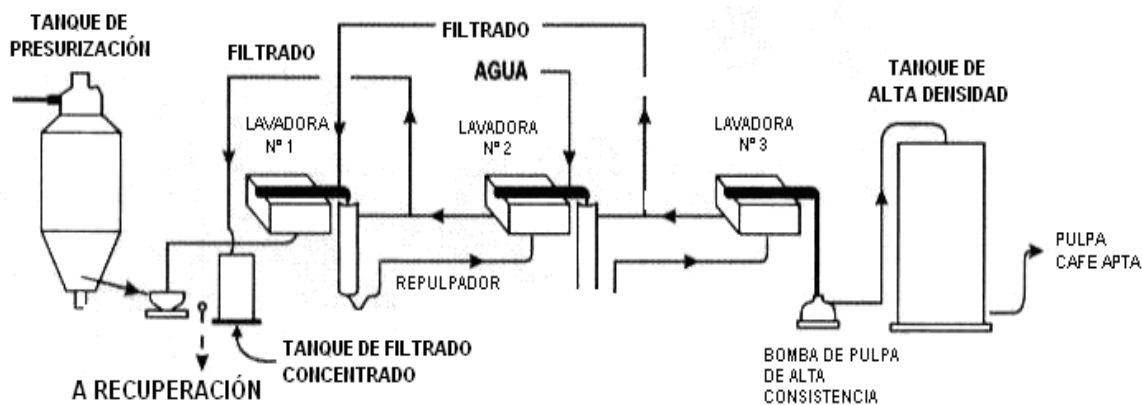 TANQUE DE
PRESURIZACIÓN
FILTRADO
FILTRADO
AGUA
TANQUE DE
ALTA DENSIDAD
LAVADORA
Nº 1
LAVADORA
Nº 2
LAVADORA
Nº 3
REPULPADOR
PULPA
CAFE APTA
TANQUE DE FILTRADO
CONCENTRADO
A RECUPERACIÓN
BOMBA DE PULPA
DE ALTA
CONSISTENCIA